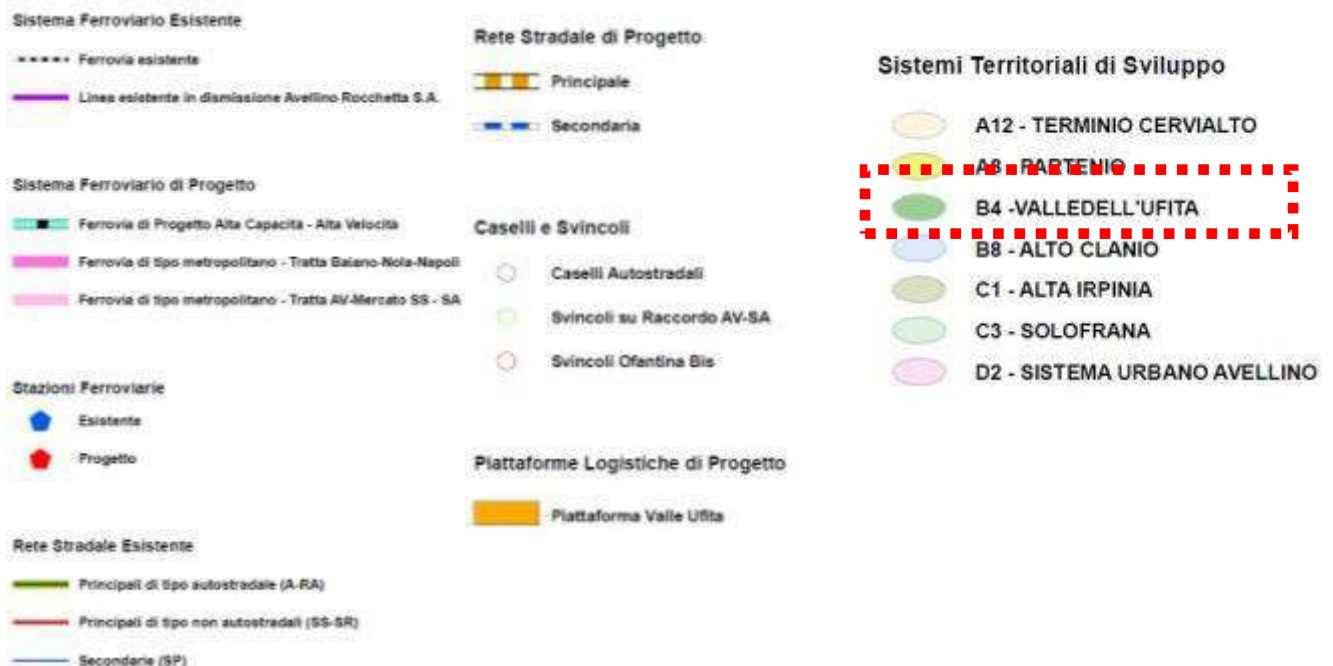 Sistema Ferroviario Esistente
Ferrovia esistente
Linea esistente in dismissione Avellino Rocchetta S.A.
Sistema Ferroviario di Progetto
Ferrovia di Progetto Alta Capacità - Alta Velocità
Ferrovia di tipo metropolitano - Tratta Baiano-Nola-Napoli
Ferrovia di tipo metropolitano - Tratta AV-Mercato SS - SA
Stazioni Ferroviarie
Esistente
Progetto
Rete Stradale Esistente
Principali di tipo autostradale (A-RA)
Principali di tipo non autostradali (SS-SR)
Secondarie (SP)
Rete Stradale di Progetto
Principale
Secondaria
Caselli e Svincoli
Caselli Autostradali
Svincoli su Raccordo AV-SA
Svincoli Ofantina Bis
Piattaforme Logistiche di Progetto
Piattaforma Valle Ufita
Sistemi Territoriali di Sviluppo
A12 - TERMINIO CERVIALTO
A8 - PARTENIO
B4 -VALLEDELL'UFITA
B8 - ALTO CLANIO
C1 - ALTA IRPINIA
C3 - SOLOFRANA
D2 - SISTEMA URBANO AVELLINO